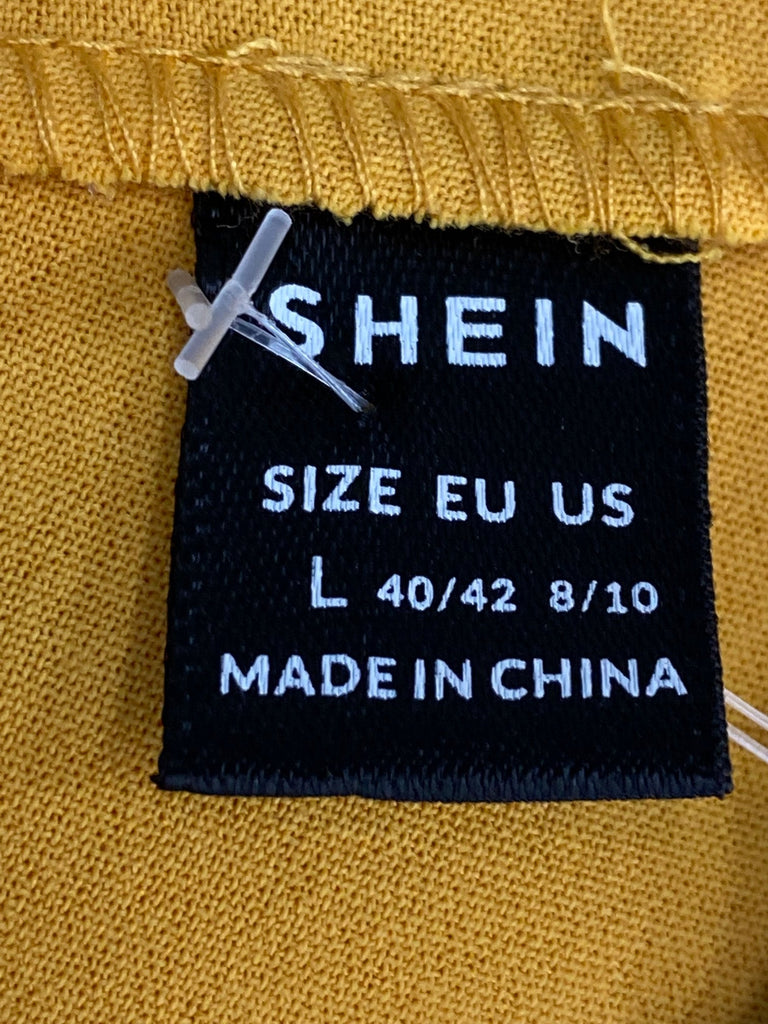 SHEIN
SIZE EU US
L 40/42 8/10
MADE IN CHINA